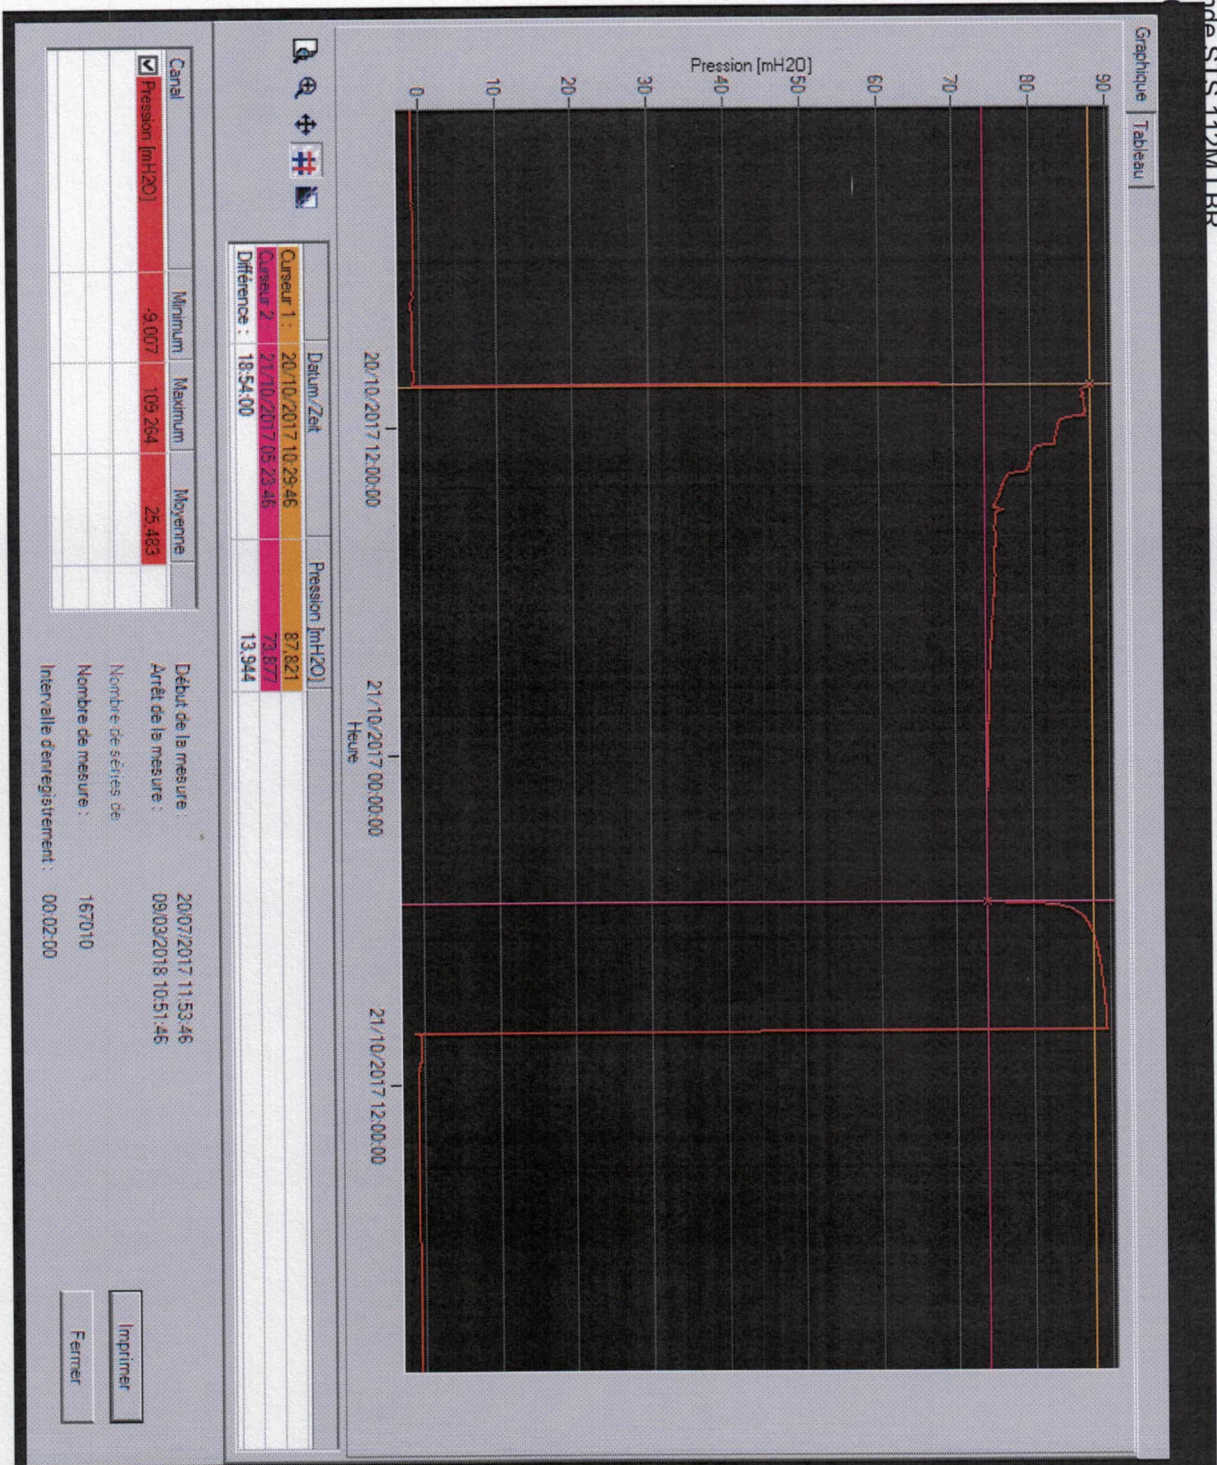 Graphique Tableau
Pression [mH2O]
90
80
70
60
50
40
30
20
10
0
20/10/2017 12:00:00
21/10/2017 00:00:00
21/10/2017 12:00:00
Heure
Datum/Zeit Pression [mH2O]
Curseur 1 : 20/10/2017 10:29:46 87,821
Curseur 2 : 21/10/2017 05:23:46 73,877
Différence : 18:54:00 13,944
Canal Minimum Maximum Moyenne
Pression [mH2O] -9,007 109,264 25,483
Début de la mesure : 20/07/2017 11:53:46
Arrêt de la mesure : 09/03/2018 10:51:46
Nombre de séries de
Nombre de mesure : 167010
Intervalle d'enregistrement : 00:02:00
Imprimer
Fermer